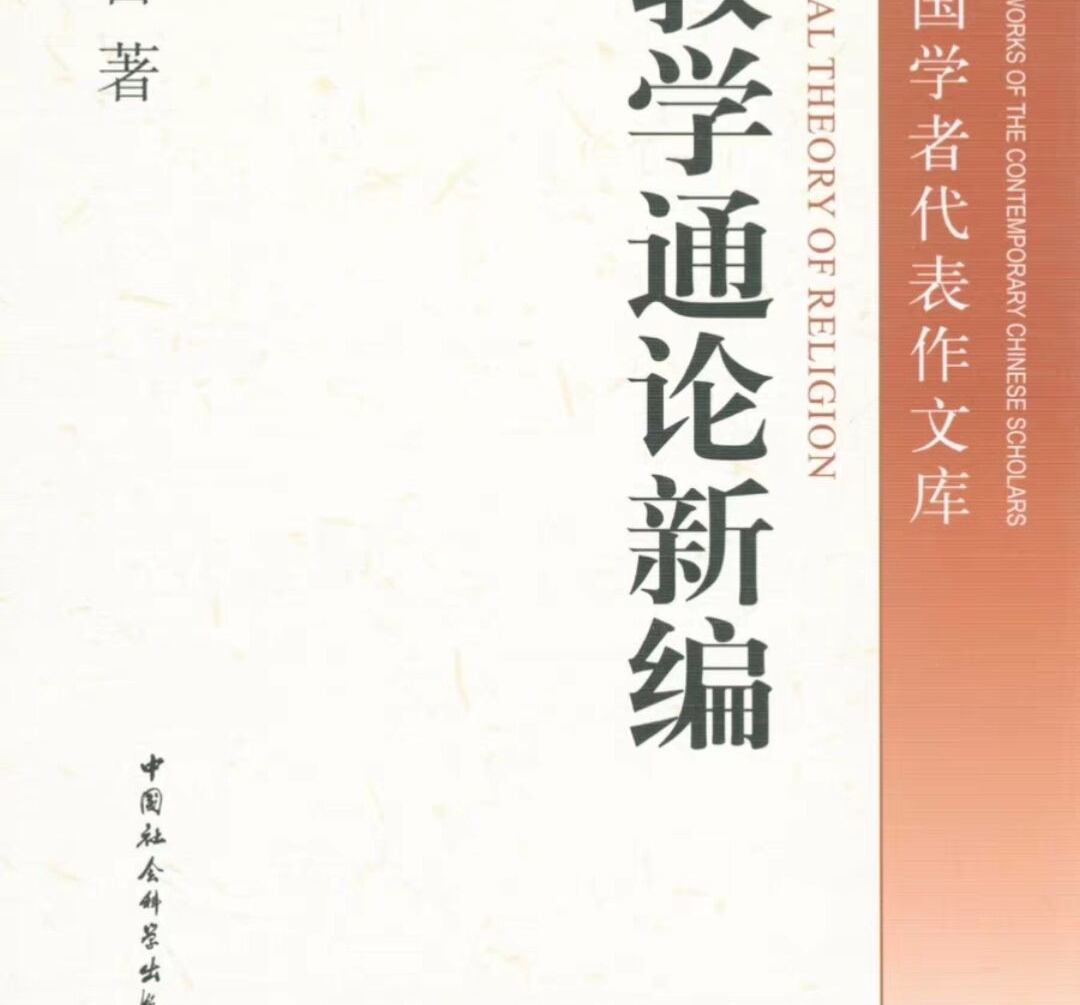 WORKS OF THE CONTEMPORARY CHINESE SCHOLARS
国学者代表作文库
THEORY OF RELIGION
学通论新编
著
中国社会科学出